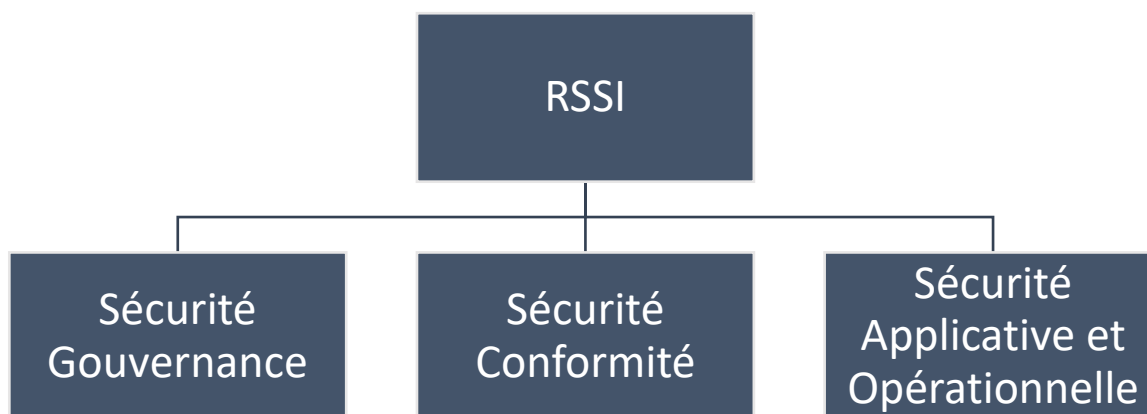 RSSI
Sécurité
Gouvernance
Sécurité
Conformité
Sécurité
Applicative et
Opérationnelle